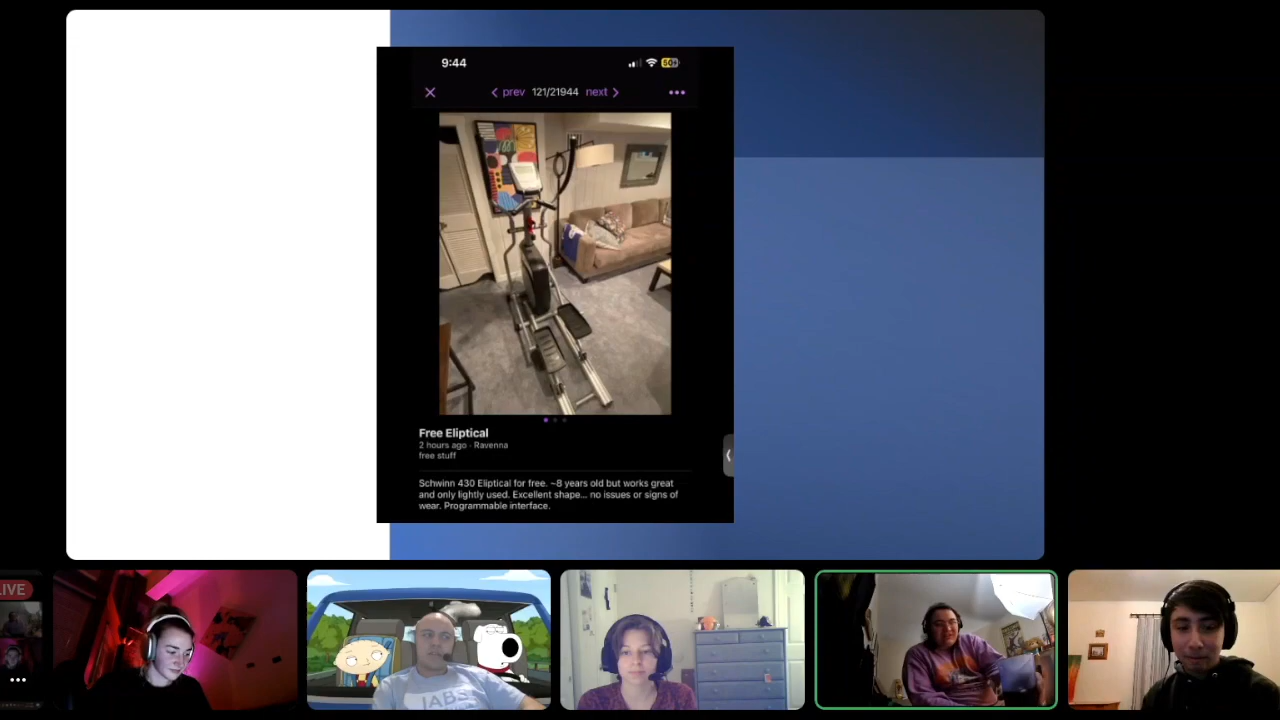 9:44
50
prev 121/21944 next
Free Eliptical
2 hours ago · Ravenna
free stuff
Schwinn 430 Eliptical for free. ~8 years old but works great
and only lightly used. Excellent shape... no issues or signs of
wear. Programmable interface.
LIVE